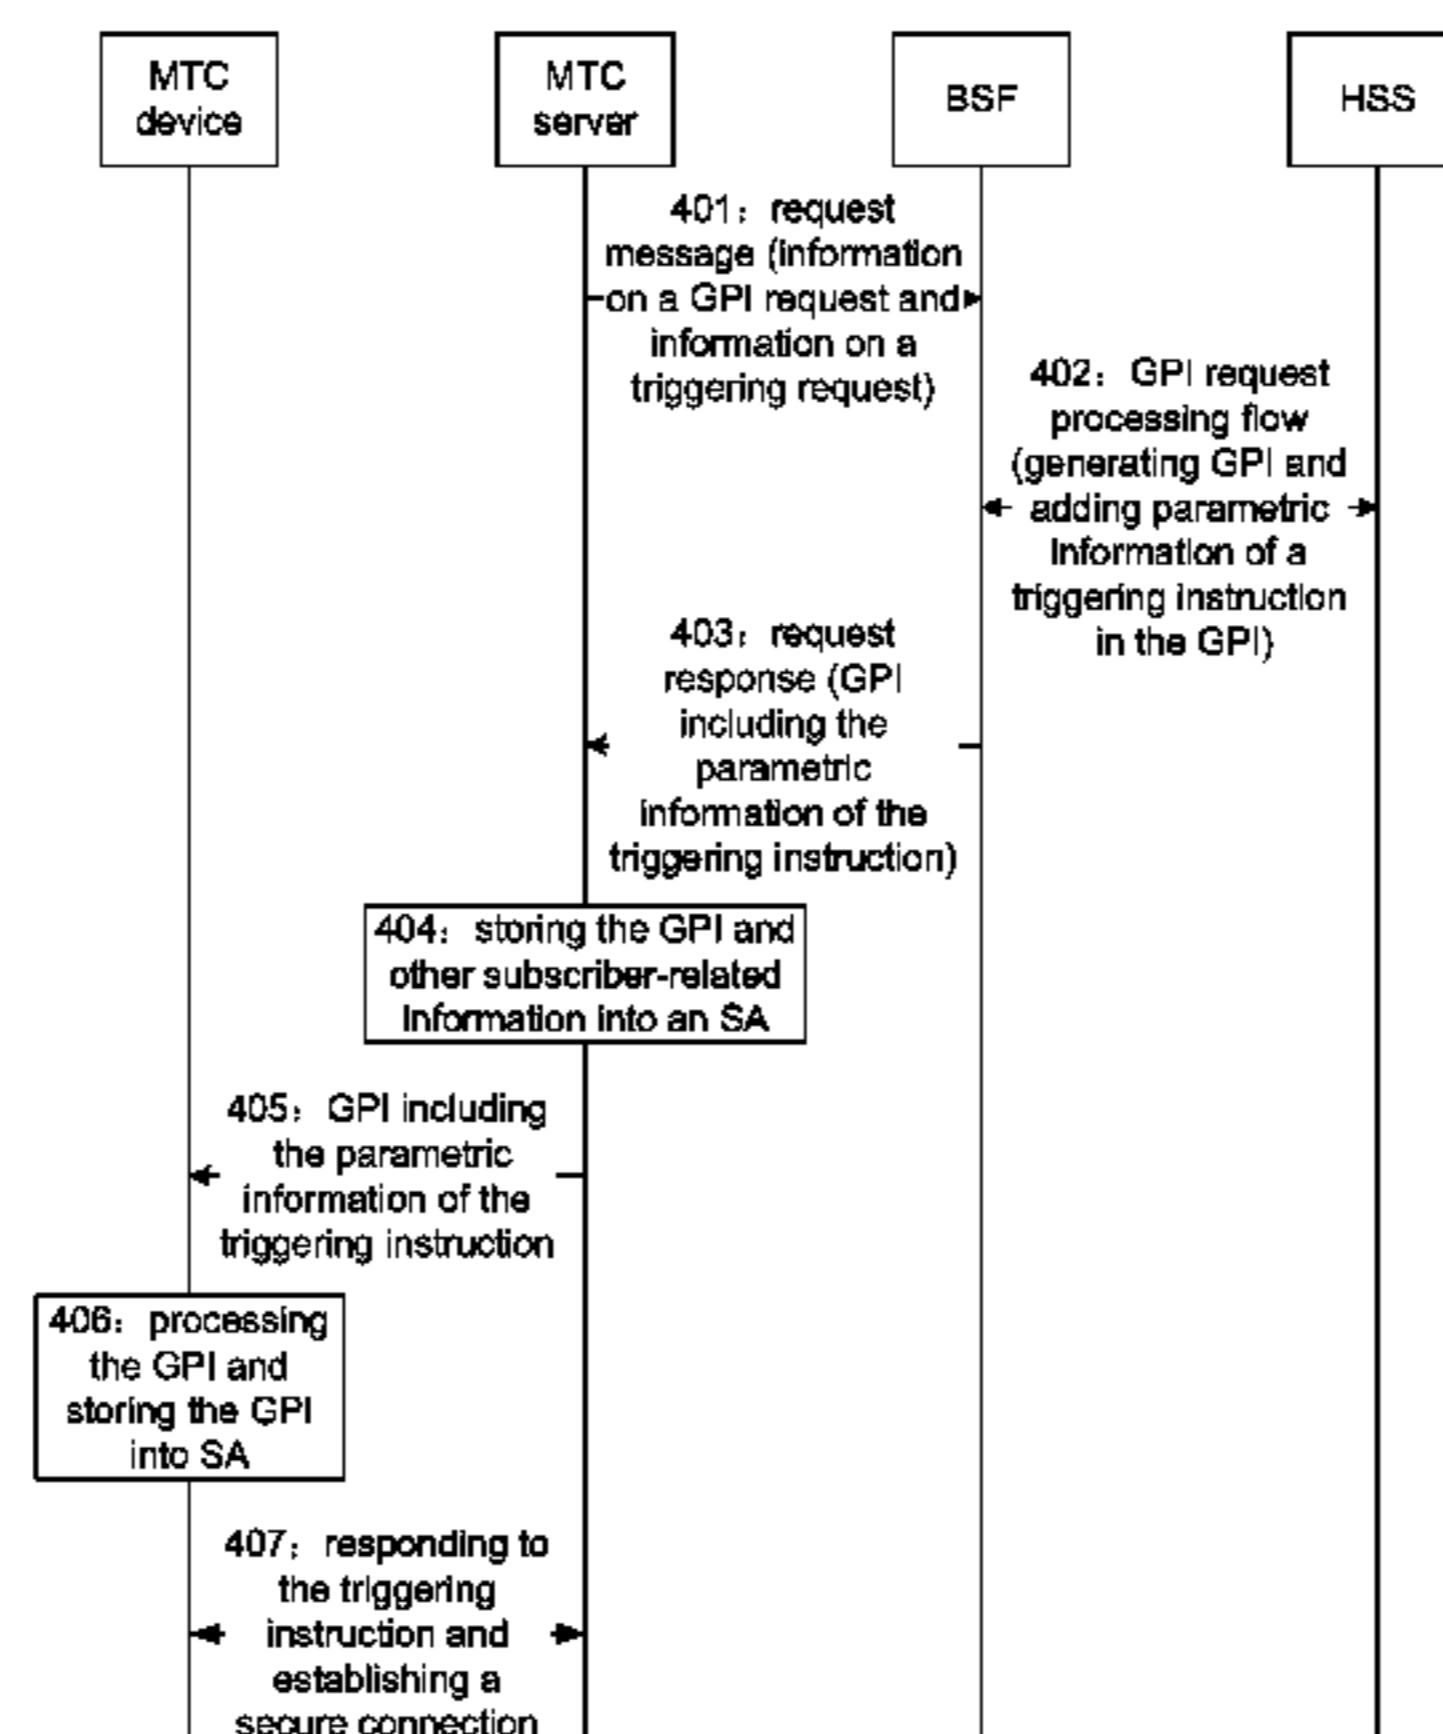 MTC
device
MTC
server
BSF
HSS
401: request
message (information
on a GPI request and
information on a
triggering request)
402: GPI request
processing flow
(generating GPI and
adding parametric
information of a
triggering instruction
in the GPI)
403: request
response (GPI
including the
parametric
information of the
triggering instruction)
404: storing the GPI and
other subscriber-related
information into an SA
405: GPI including
the parametric
information of the
triggering instruction
406: processing
the GPI and
storing the GPI
into SA
407: responding to
the triggering
instruction and
establishing a
secure connection